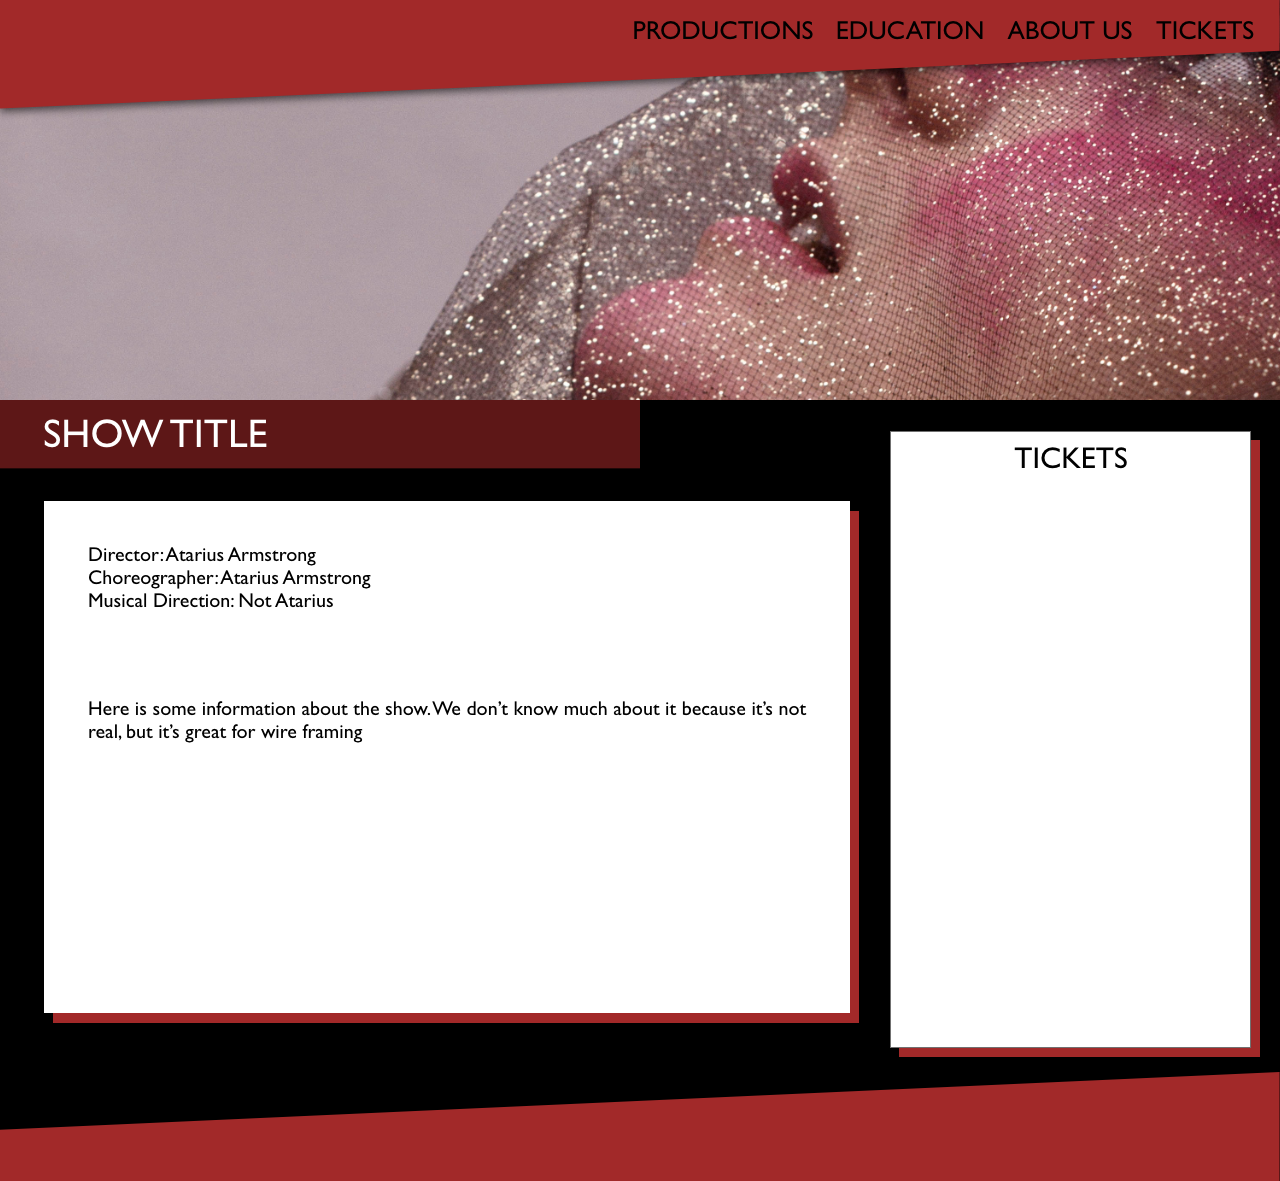 PRODUCTIONS EDUCATION ABOUT US TICKETS
SHOW TITLE
TICKETS
Director: Atarius Armstrong
Choreographer: Atarius Armstrong
Musical Direction: Not Atarius
Here is some information about the show. We don’t know much about it because it’s not
real, but it’s great for wire framing